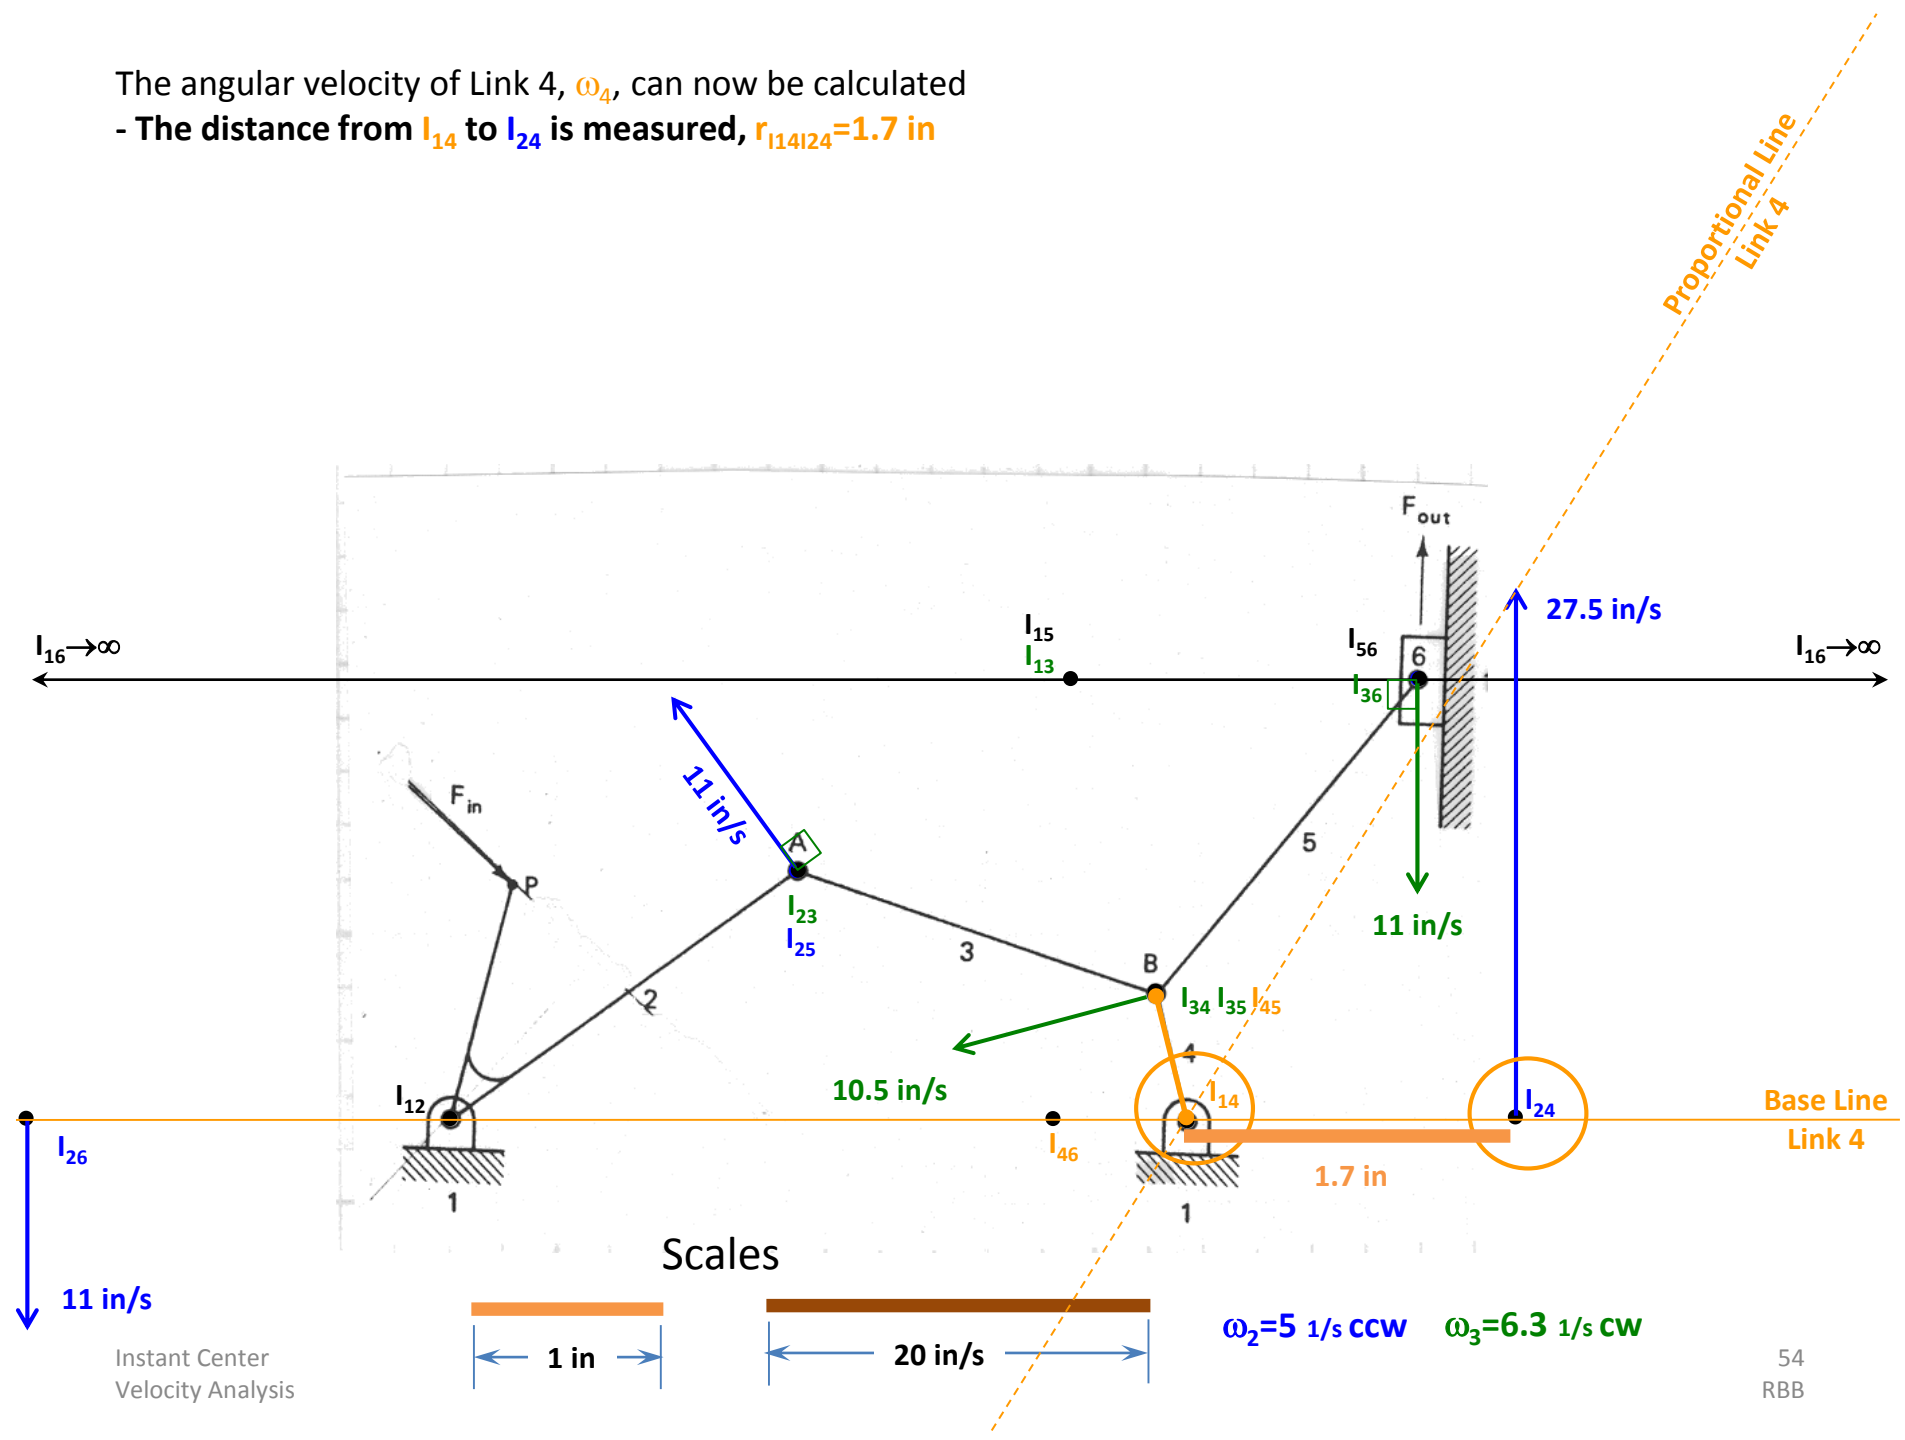 The angular velocity of Link 4, ω4, can now be calculated
- The distance from I14 to I24 is measured, rI14I24=1.7 in
Proportional Line
Link 4
Fout
27.5 in/s
I15
I13
I16→∞
I56
6
I36
I16→∞
11 in/s
Fin
A
P
5
I23
I25
11 in/s
3
B
2
I34 I35 I45
4
10.5 in/s
I12
I14
I24
Base Line
Link 4
I26
I46
1.7 in
1
1
Scales
11 in/s
1 in
20 in/s
ω2=5 1/s ccw
ω3=6.3 1/s cw
Instant Center
Velocity Analysis
54
RBB